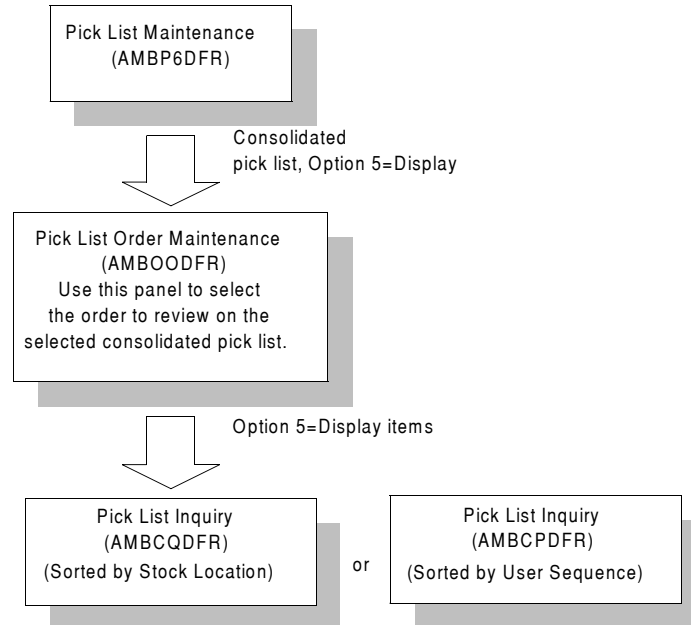 Pick List Maintenance
(AMBP6DFR)
Consolidated
pick list, Option 5=Display
Pick List Order Maintenance
(AMBOODFR)
Use this panel to select
the order to review on the
selected consolidated pick list.
Option 5=Display items
Pick List Inquiry
(AMBCQDFR)
(Sorted by Stock Location)
or
Pick List Inquiry
(AMBCPDFR)
(Sorted by User Sequence)